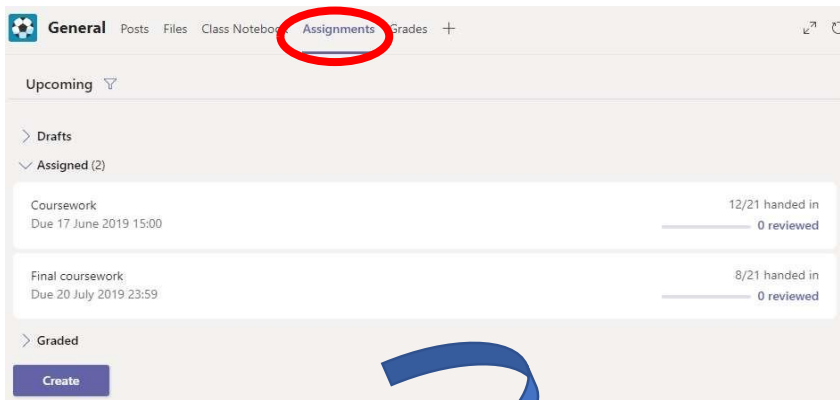 General Posts Files Class Notebook Assignments Grades +
Upcoming
Drafts
Assigned (2)
Coursework 12/21 handed in
Due 17 June 2019 15:00 0 reviewed
Final coursework 8/21 handed in
Due 20 July 2019 23:59 0 reviewed
Graded
Create